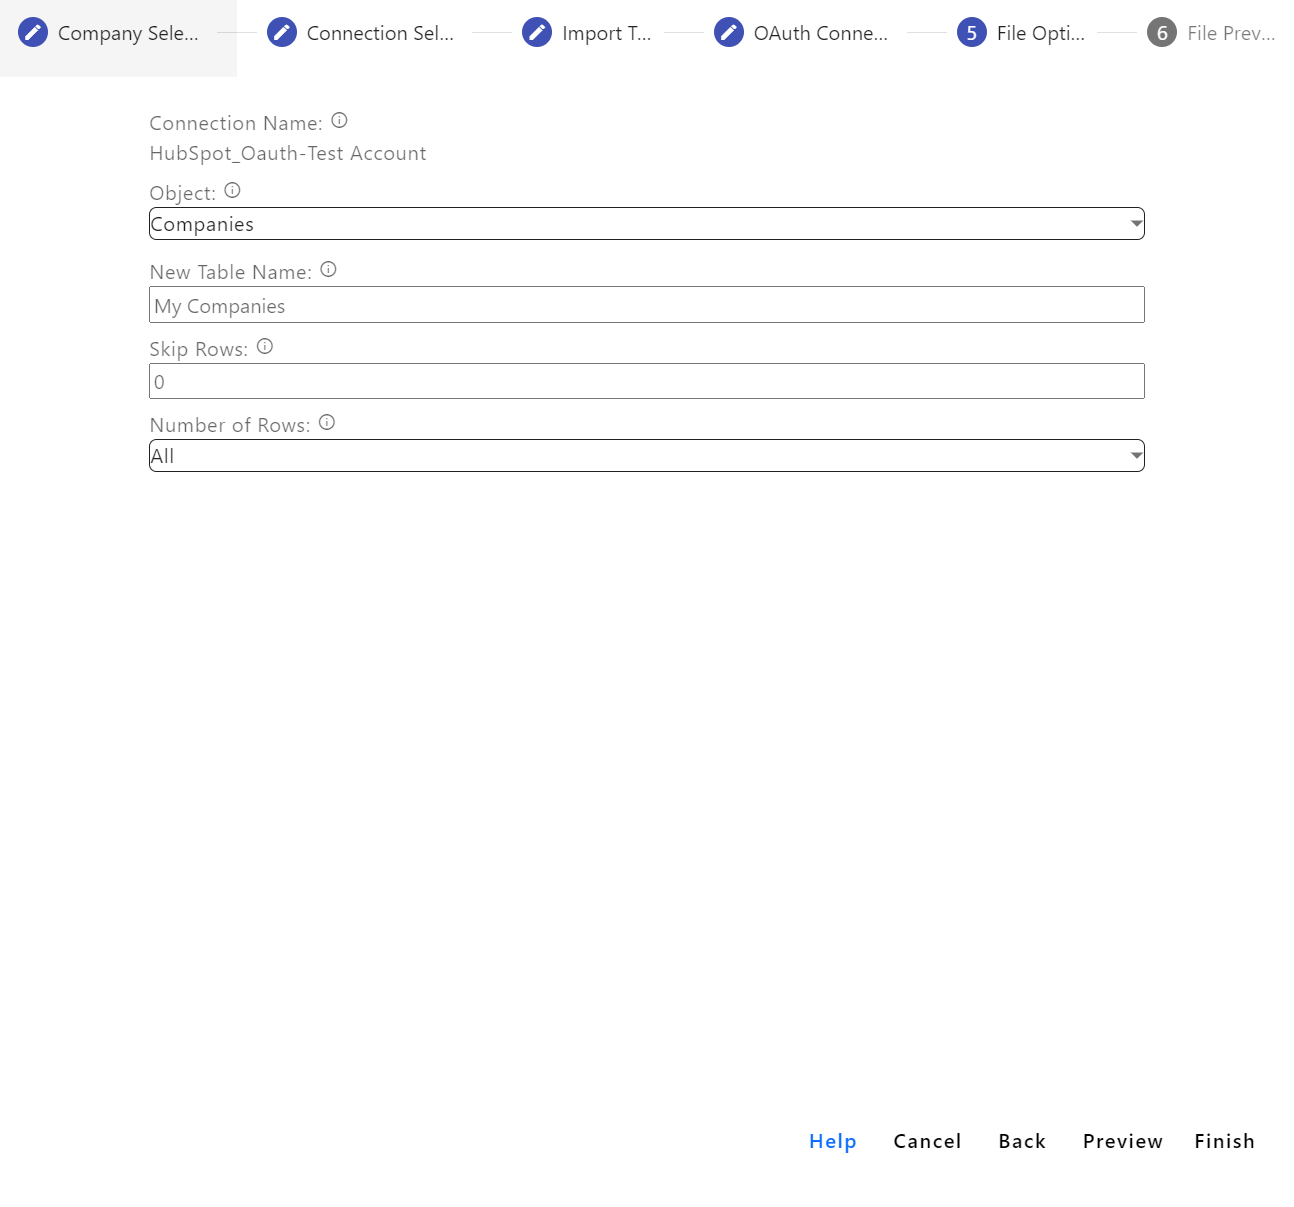 Company Sele...
Connection Sel...
Import T...
OAuth Conne...
5 File Opti...
6 File Prev...
Connection Name:
HubSpot_Oauth-Test Account
Object:
Companies
New Table Name:
My Companies
Skip Rows:
0
Number of Rows:
All
Help Cancel Back Preview Finish